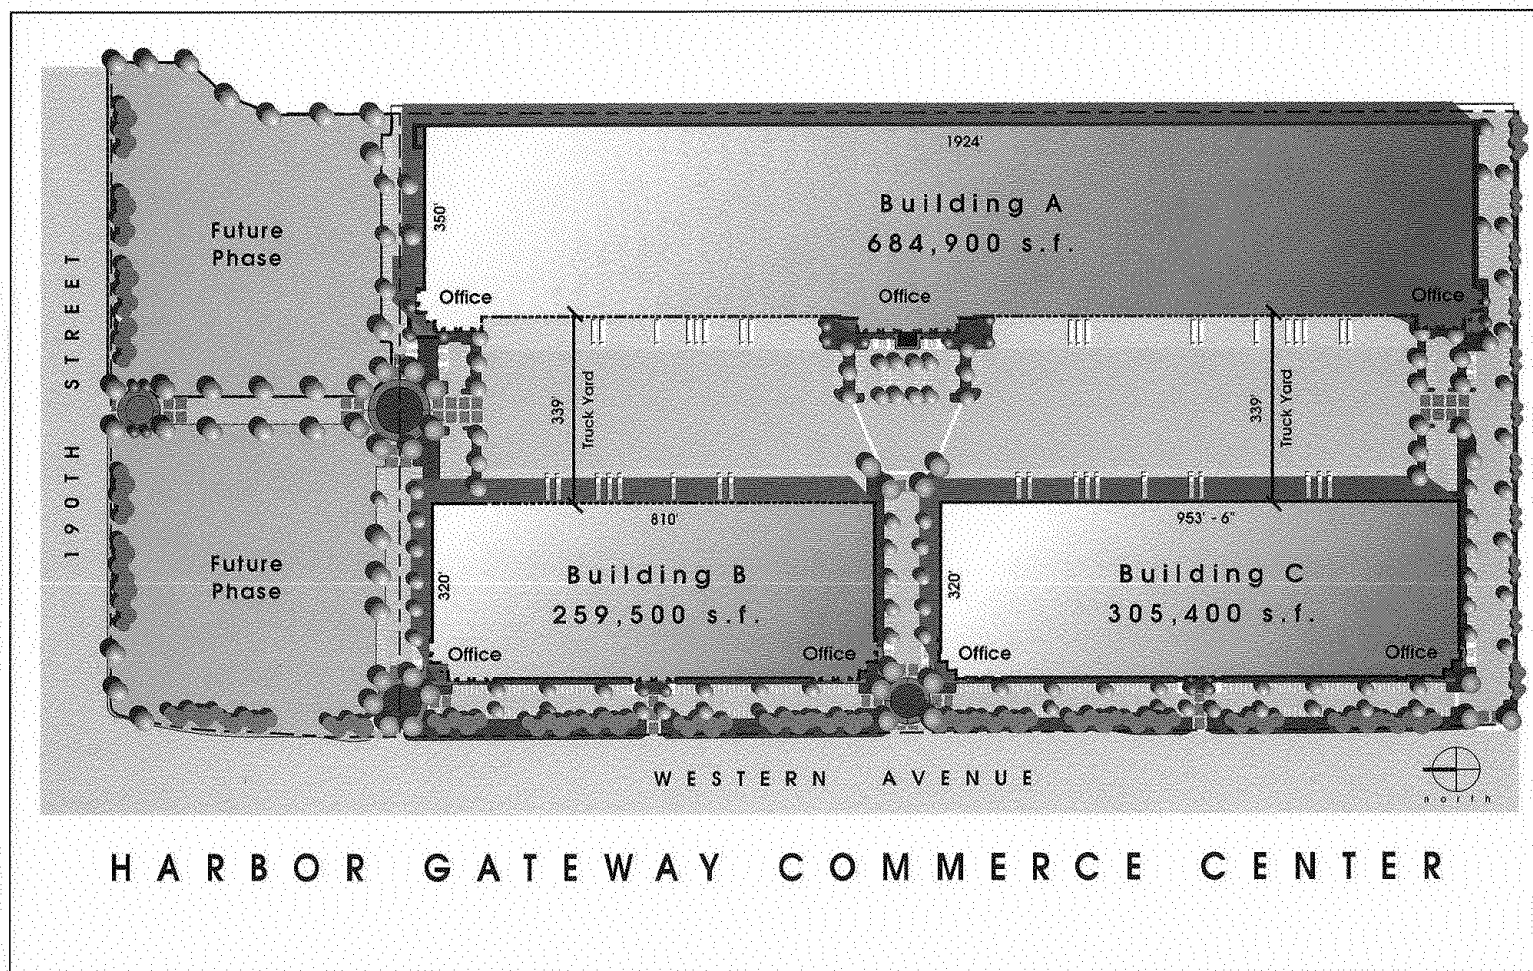 1924'
Building A
684,900 s.f.
350'
Office
Office
Office
Future
Phase
190TH STREET
339'
Truck Yard
339'
Truck Yard
810'
953' - 6"
Building B
259,500 s.f.
320'
Office
Office
Building C
305,400 s.f.
320'
Office
Office
Future
Phase
WESTERN AVENUE
north
HARBOR GATEWAY COMMERCE CENTER